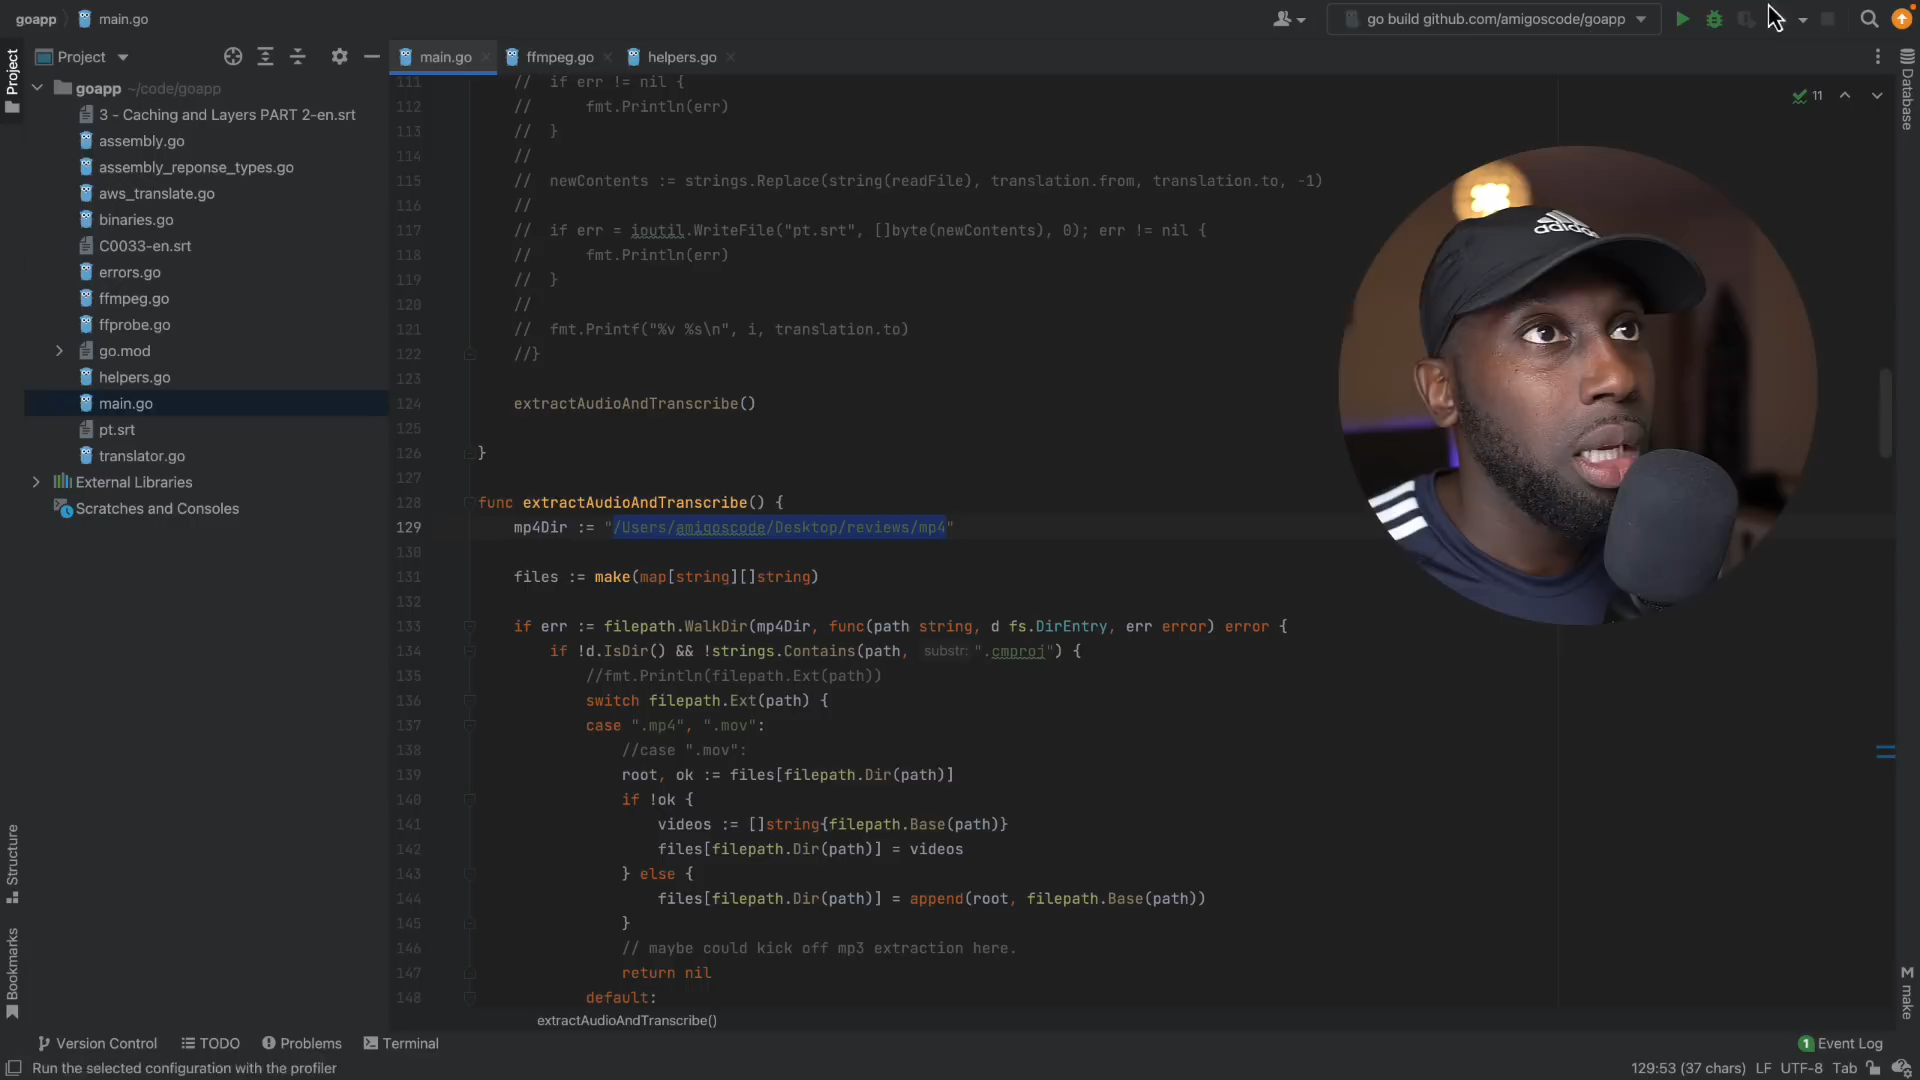 goapp
main.go
go build github.com/amigoscode/goapp
Project
Project
main.go
ffmpeg.go
helpers.go
Database
goapp ~/code/goapp
3 - Caching and Layers PART 2-en.srt
assembly.go
assembly_reponse_types.go
aws_translate.go
binaries.go
C0033-en.srt
errors.go
ffmpeg.go
ffprobe.go
go.mod
helpers.go
main.go
pt.srt
translator.go
External Libraries
Scratches and Consoles
11
111 // if err != nil {
112 // fmt.Println(err)
113 // }
114 //
115 // newContents := strings.Replace(string(readFile), translation.from, translation.to, -1)
116 //
117 // if err = ioutil.WriteFile("pt.srt", []byte(newContents), 0); err != nil {
118 // fmt.Println(err)
119 // }
120 //
121 // fmt.Printf("%v %s\n", i, translation.to)
122 //}
123
124 extractAudioAndTranscribe()
125
126 }
127
128 func extractAudioAndTranscribe() {
129 mp4Dir := "/Users/amigoscode/Desktop/reviews/mp4"
130
131 files := make(map[string][]string)
132
133 if err := filepath.WalkDir(mp4Dir, func(path string, d fs.DirEntry, err error) error {
134 if !d.IsDir() && !strings.Contains(path, substr: ".cmproj") {
135 //fmt.Println(filepath.Ext(path))
136 switch filepath.Ext(path) {
137 case ".mp4", ".mov":
138 //case ".mov":
139 root, ok := files[filepath.Dir(path)]
140 if !ok {
141 videos := []string{filepath.Base(path)}
142 files[filepath.Dir(path)] = videos
143 } else {
144 files[filepath.Dir(path)] = append(root, filepath.Base(path))
145 }
146 // maybe could kick off mp3 extraction here.
147 return nil
148 default:
extractAudioAndTranscribe()
adidas
Structure
Bookmarks
M make
Version Control
TODO
Problems
Terminal
1 Event Log
Run the selected configuration with the profiler
129:53 (37 chars) LF UTF-8 Tab